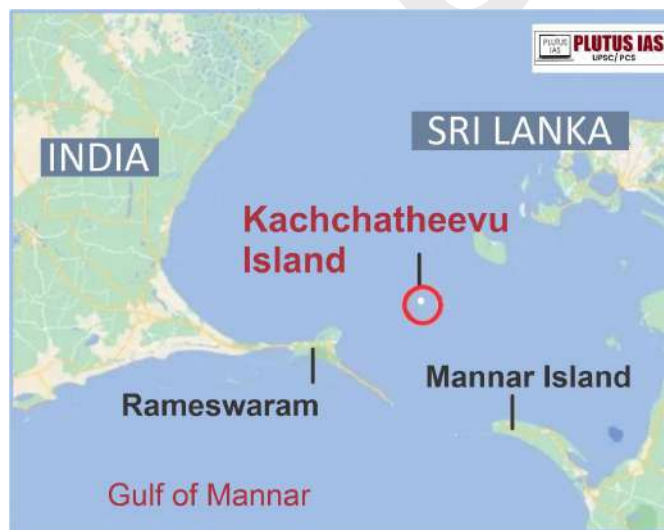 PLUTUS IAS
PLUTUS IAS
UPSC/PCS
INDIA
SRI LANKA
Kachchatheevu
Island
Rameswaram
Mannar Island
Gulf of Mannar